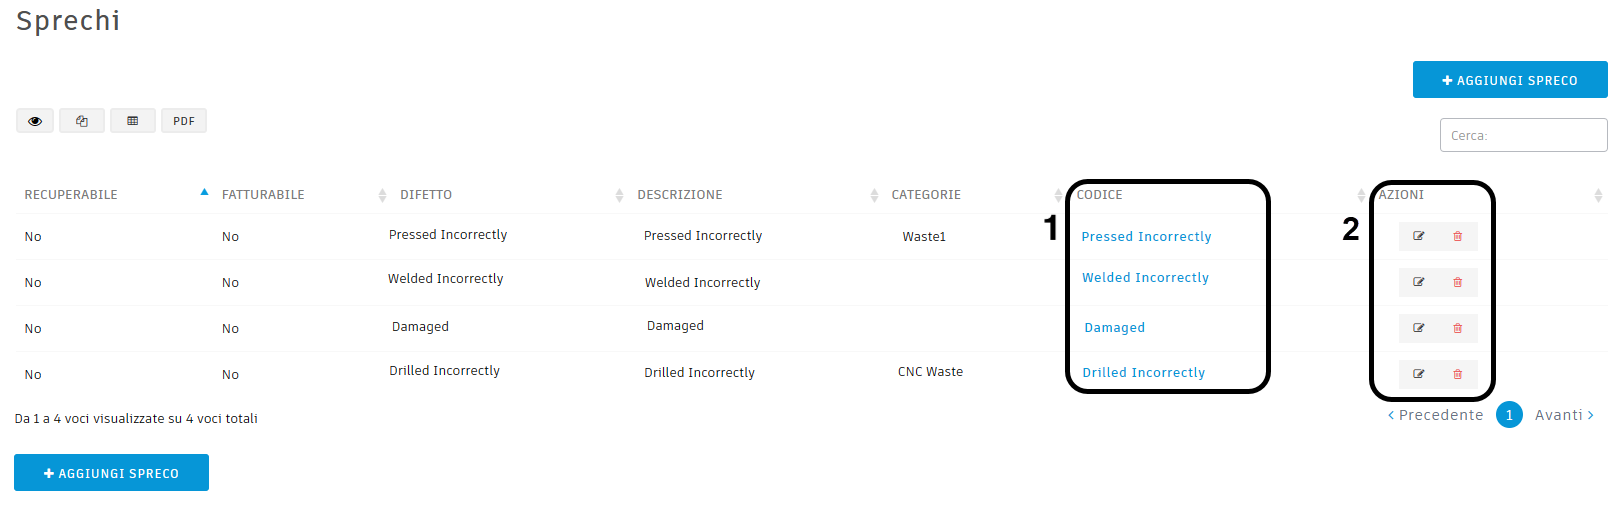 Sprechi
AGGIUNGI SPRECO
PDF
Cerca:
RECUPERABILE FATTURABILE DIFETTO DESCRIZIONE CATEGORIE CODICE AZIONI
No No Pressed Incorrectly Pressed Incorrectly Waste1 1 Pressed Incorrectly 2
No No Welded Incorrectly Welded Incorrectly Welded Incorrectly
No No Damaged Damaged Damaged
No No Drilled Incorrectly Drilled Incorrectly CNC Waste Drilled Incorrectly
Da 1 a 4 voci visualizzate su 4 voci totali
Precedente 1 Avanti
AGGIUNGI SPRECO